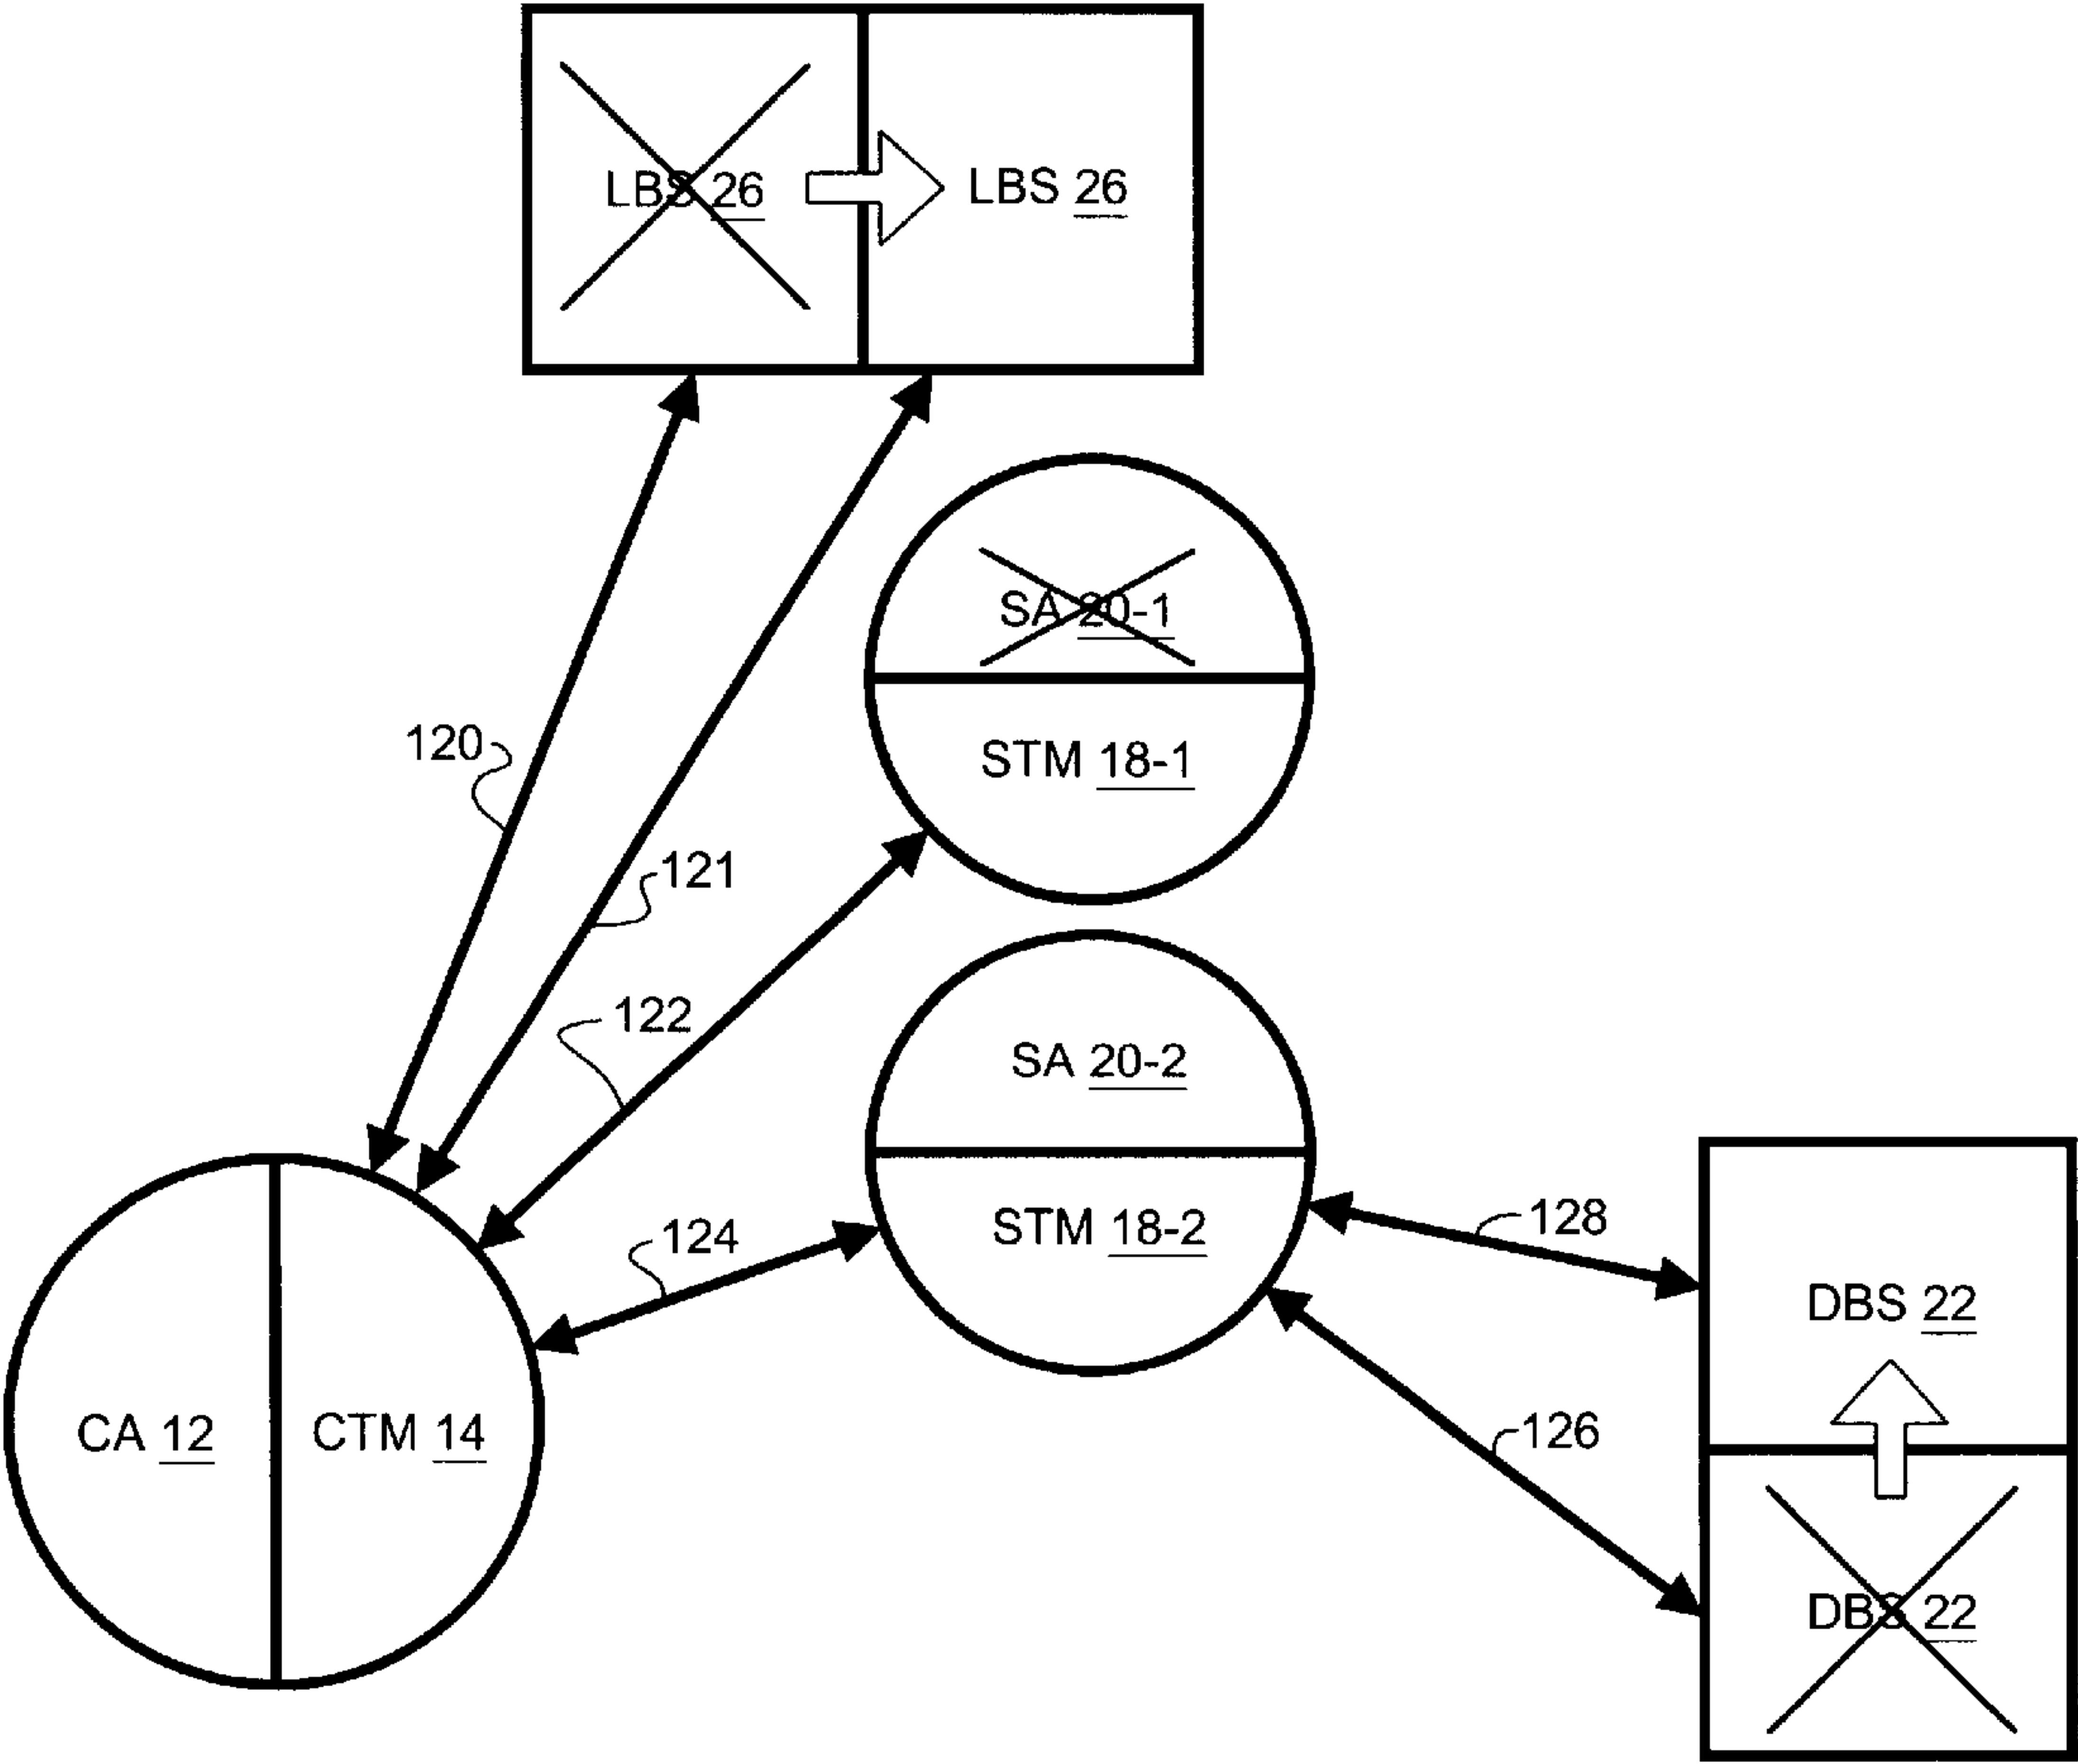 LBS 26
LBS 26
SA 20-1
120
STM 18-1
121
122
SA 20-2
124
STM 18-2
128
DBS 22
CA 12
CTM 14
126
DBS 22